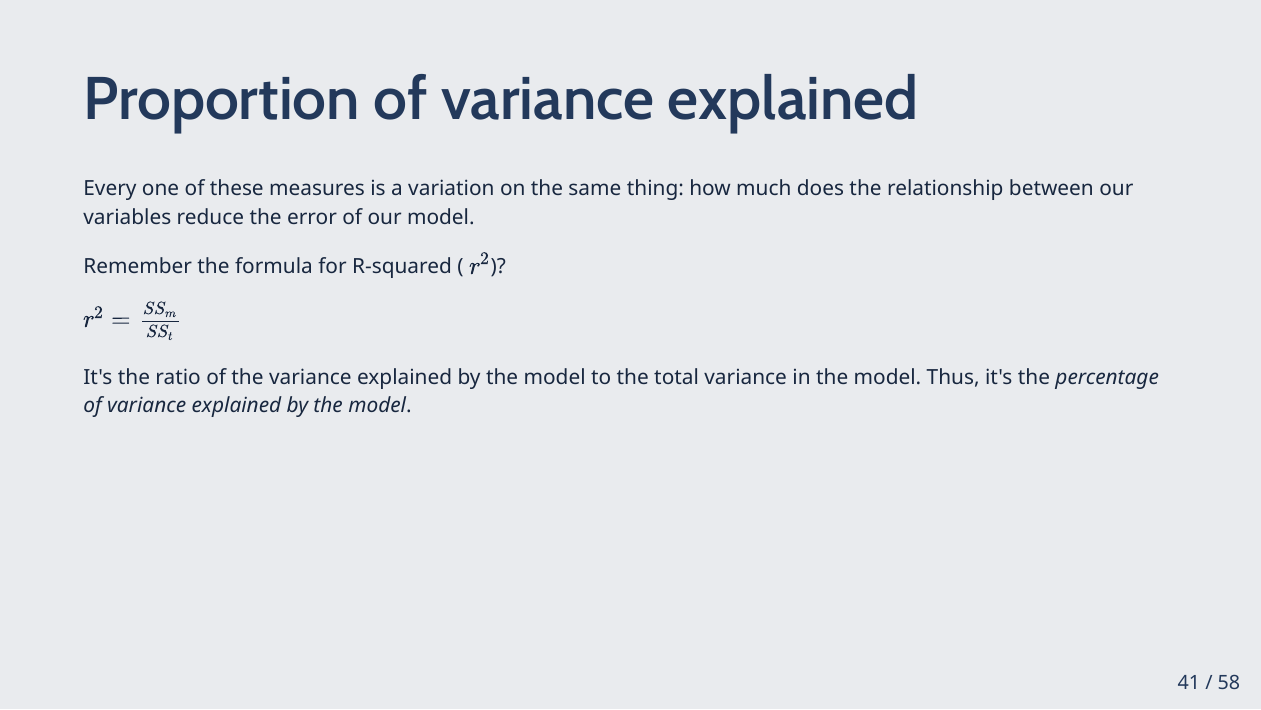 Proportion of variance explained
Every one of these measures is a variation on the same thing: how much does the relationship between our
variables reduce the error of our model.
Remember the formula for R-squared ( r²)?
r² = SSₘ / SSₜ
It's the ratio of the variance explained by the model to the total variance in the model. Thus, it's the percentage
of variance explained by the model.
41 / 58